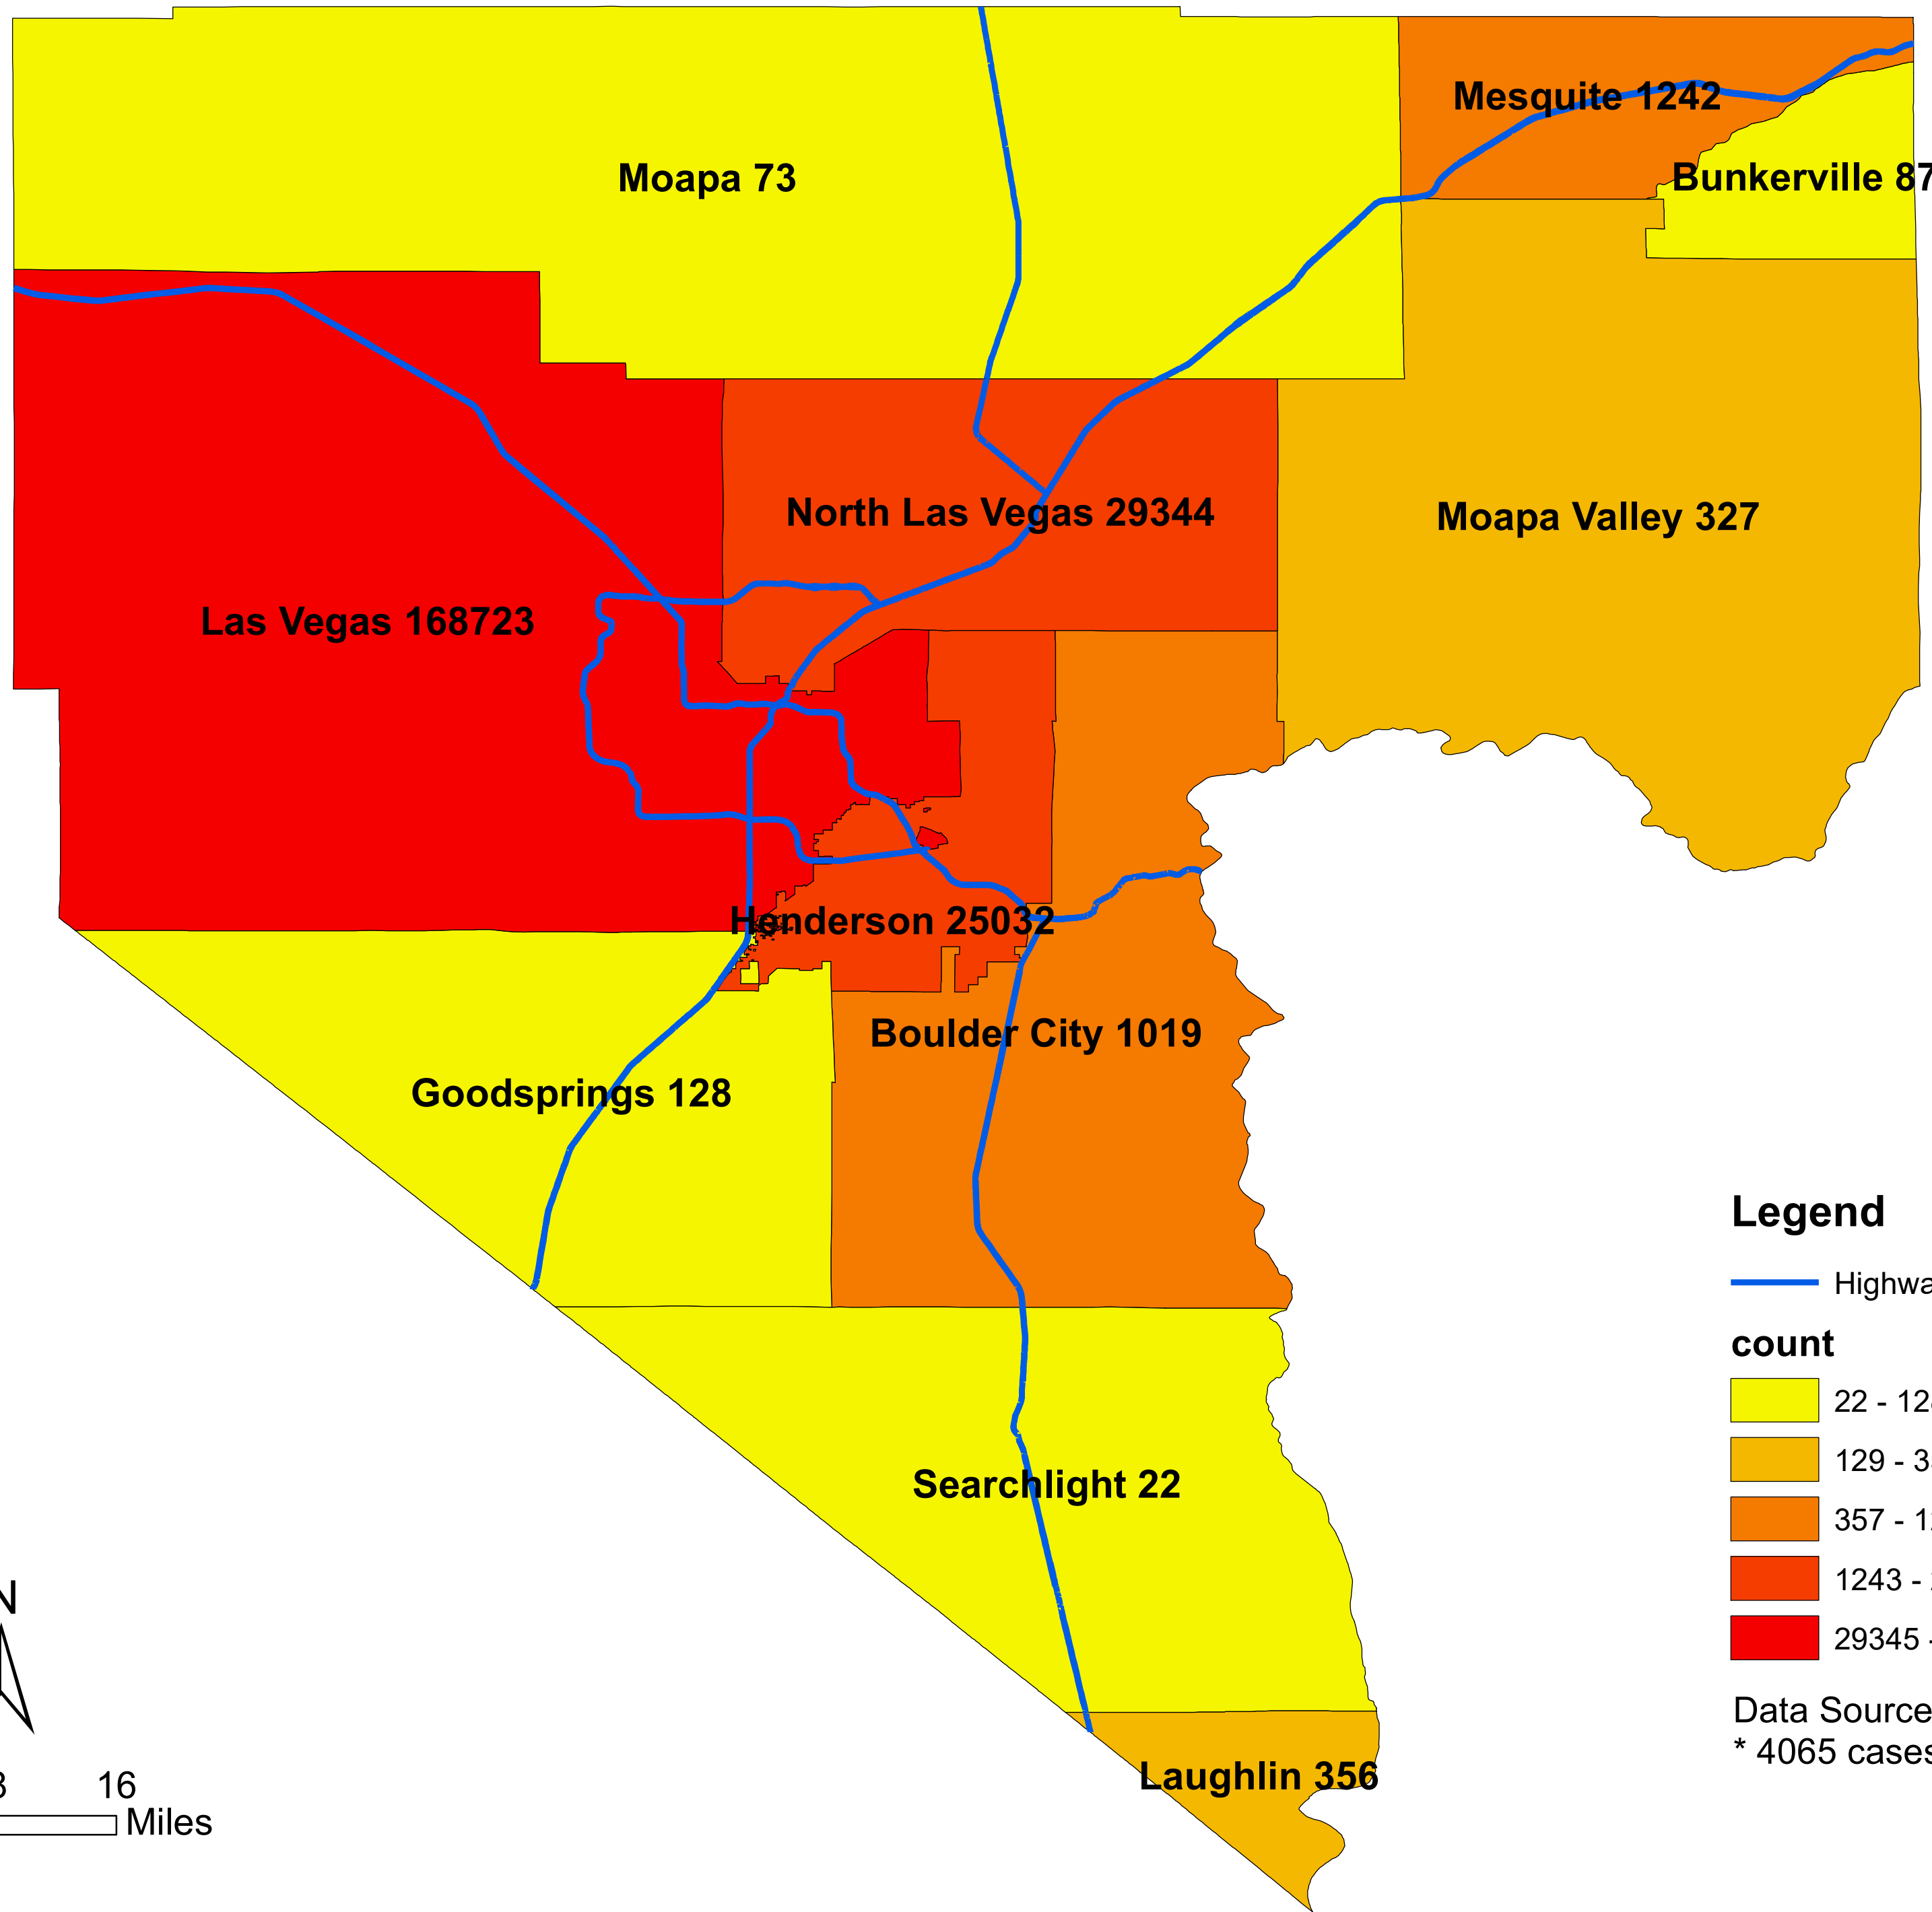 Mesquite 1242
Moapa 73
Bunkerville 87
North Las Vegas 29344
Moapa Valley 327
Las Vegas 168723
Henderson 25032
Boulder City 1019
Goodsprings 128
Searchlight 22
Laughlin 356
Legend
count
22 - 12
129 - 3
357 - 1
1243 -
29345 -
Data Source
* 4065 cases
N
16
Miles